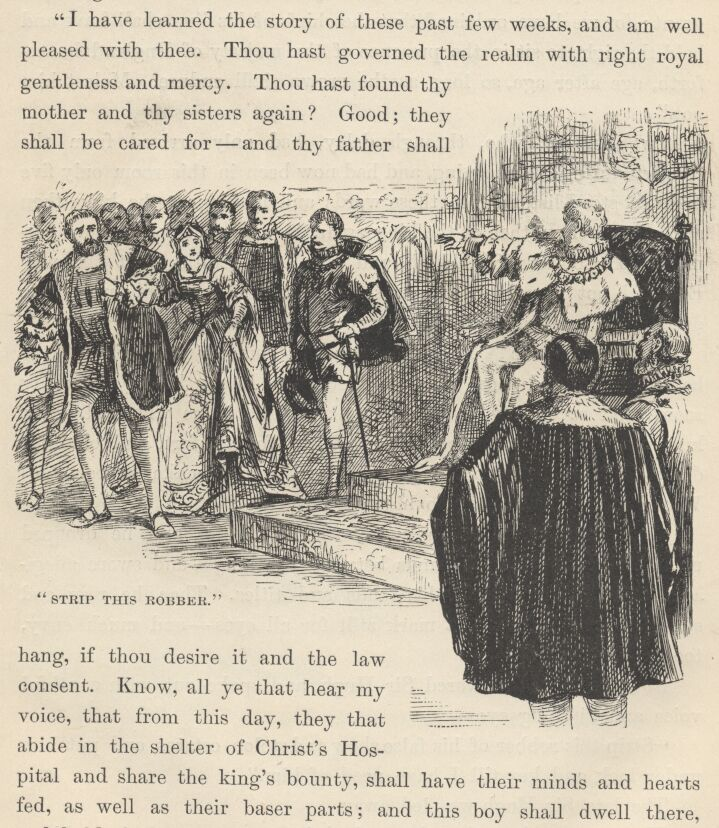 "I have learned the story of these past few weeks, and am well
pleased with thee. Thou hast governed the realm with right royal
gentleness and mercy. Thou hast found thy
mother and thy sisters again? Good; they
shall be cared for—and thy father shall
"STRIP THIS ROBBER."
hang, if thou desire it and the law
consent. Know, all ye that hear my
voice, that from this day, they that
abide in the shelter of Christ's Hos-
pital and share the king's bounty, shall have their minds and hearts
fed, as well as their baser parts; and this boy shall dwell there,